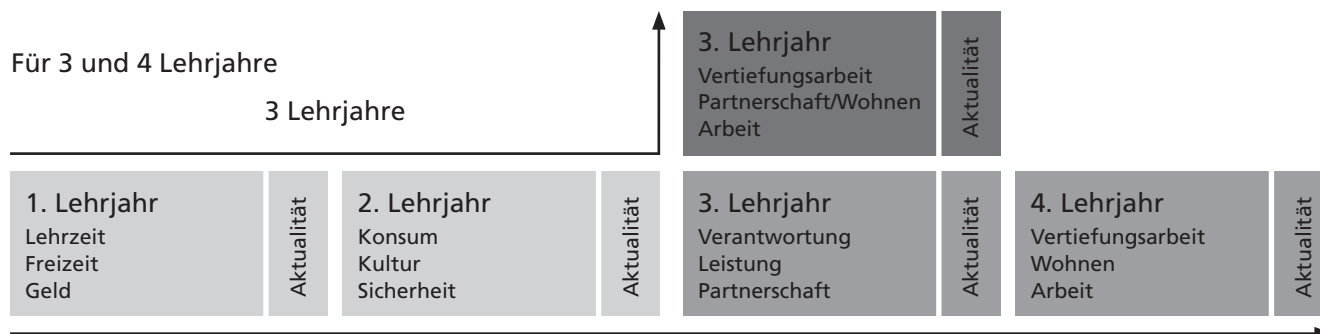 Für 3 und 4 Lehrjahre
3 Lehrjahre
3. Lehrjahr
Vertiefungsarbeit
Partnerschaft/Wohnen
Arbeit
Aktualität
1. Lehrjahr
Lehrzeit
Freizeit
Geld
Aktualität
2. Lehrjahr
Konsum
Kultur
Sicherheit
Aktualität
3. Lehrjahr
Verantwortung
Leistung
Partnerschaft
Aktualität
4. Lehrjahr
Vertiefungsarbeit
Wohnen
Arbeit
Aktualität